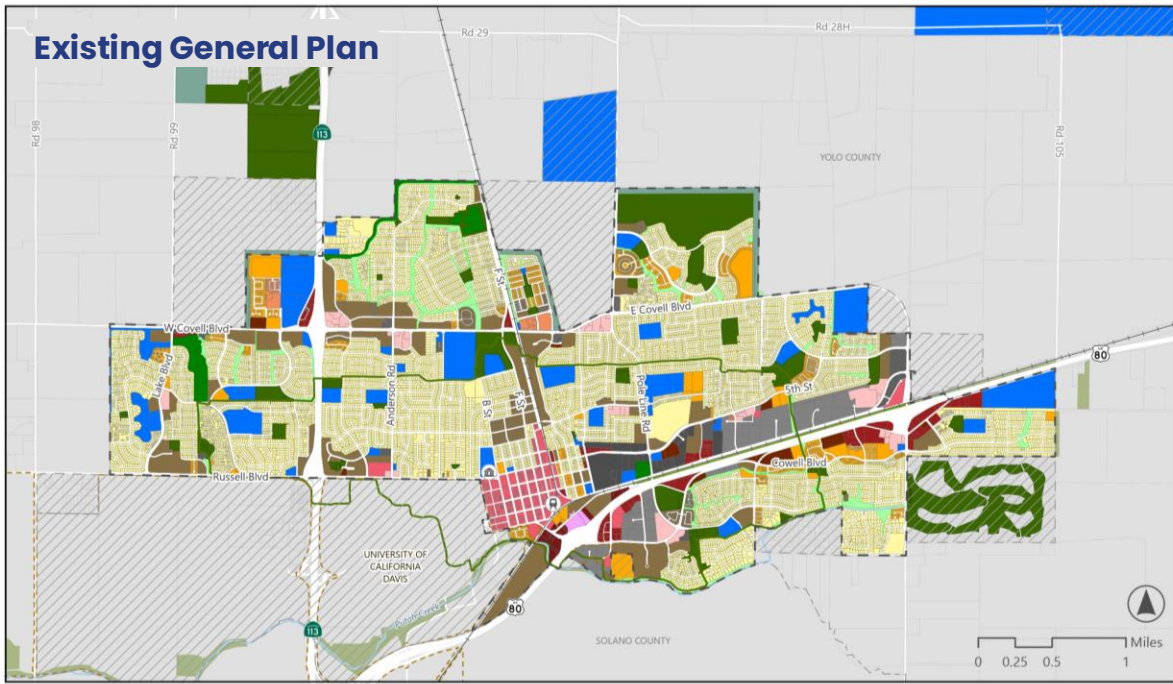 Existing General Plan
Rd 29
Rd 28H
Rd 98
Rd 99
113
Rd 105
YOLO COUNTY
F St
E Covell Blvd
W Covell Blvd
80
Lake Blvd
Anderson Rd
B St
F St
Pole Line Rd
5th St
Russell Blvd
Cowell Blvd
UNIVERSITY OF
CALIFORNIA
DAVIS
Putah Creek
80
113
SOLANO COUNTY
Miles
0 0.25 0.5 1